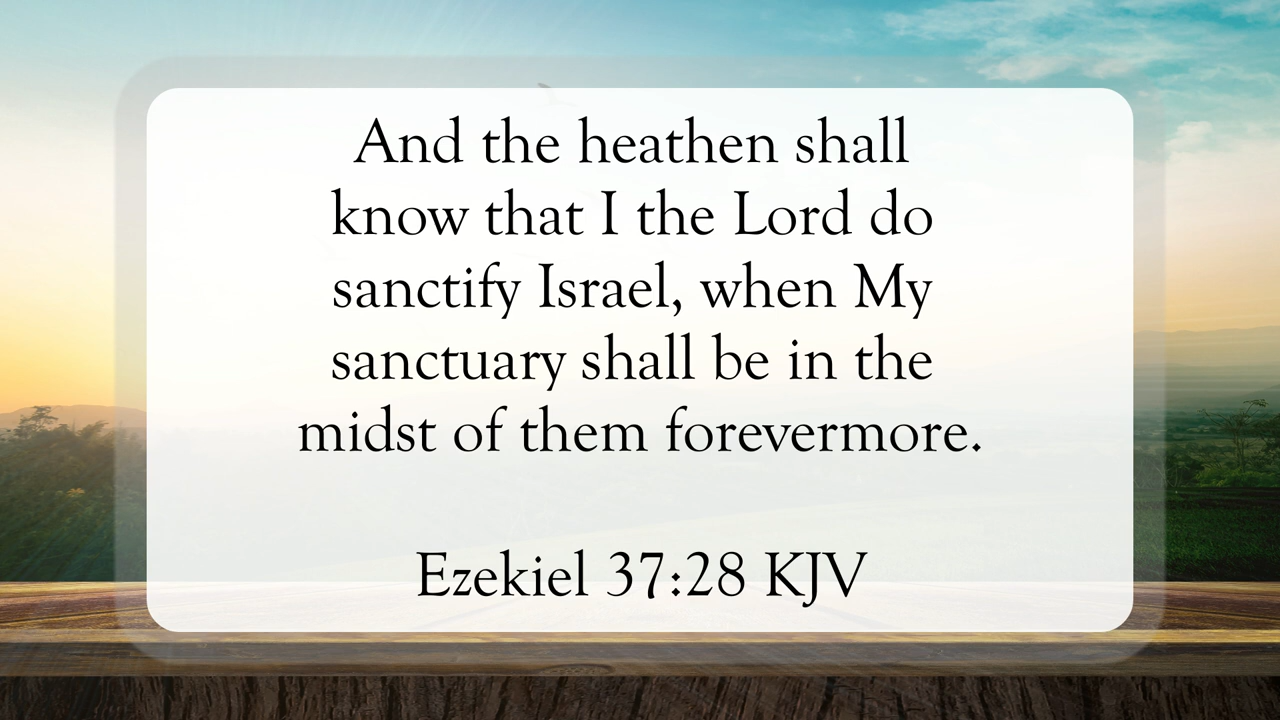 And the heathen shall
know that I the Lord do
sanctify Israel, when My
sanctuary shall be in the
midst of them forevermore.
Ezekiel 37:28 KJV